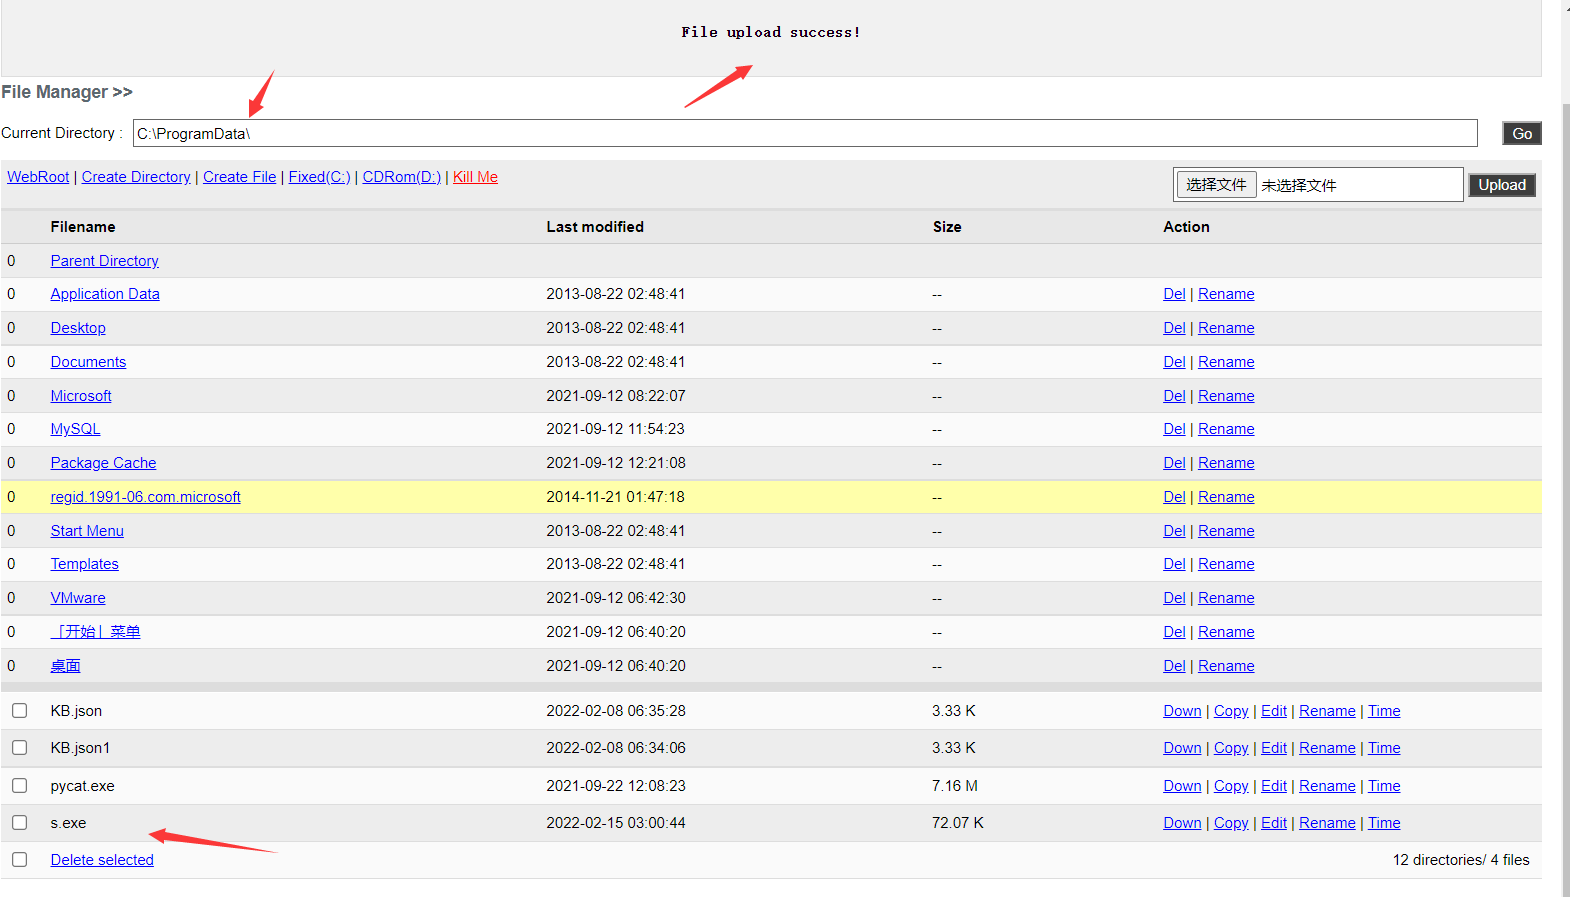 File upload success!
File Manager >>
Current Directory : C:\ProgramData\ Go
WebRoot | Create Directory | Create File | Fixed(C:) | CDRom(D:) | Kill Me 选择文件 未选择文件 Upload
Filename Last modified Size Action
0 Parent Directory
0 Application Data 2013-08-22 02:48:41 -- Del | Rename
0 Desktop 2013-08-22 02:48:41 -- Del | Rename
0 Documents 2013-08-22 02:48:41 -- Del | Rename
0 Microsoft 2021-09-12 08:22:07 -- Del | Rename
0 MySQL 2021-09-12 11:54:23 -- Del | Rename
0 Package Cache 2021-09-12 12:21:08 -- Del | Rename
0 regid.1991-06.com.microsoft 2014-11-21 01:47:18 -- Del | Rename
0 Start Menu 2013-08-22 02:48:41 -- Del | Rename
0 Templates 2013-08-22 02:48:41 -- Del | Rename
0 VMware 2021-09-12 06:42:30 -- Del | Rename
0 「开始」菜单 2021-09-12 06:40:20 -- Del | Rename
0 桌面 2021-09-12 06:40:20 -- Del | Rename
KB.json 2022-02-08 06:35:28 3.33 K Down | Copy | Edit | Rename | Time
KB.json1 2022-02-08 06:34:06 3.33 K Down | Copy | Edit | Rename | Time
pycat.exe 2021-09-22 12:08:23 7.16 M Down | Copy | Edit | Rename | Time
s.exe 2022-02-15 03:00:44 72.07 K Down | Copy | Edit | Rename | Time
Delete selected 12 directories/ 4 files